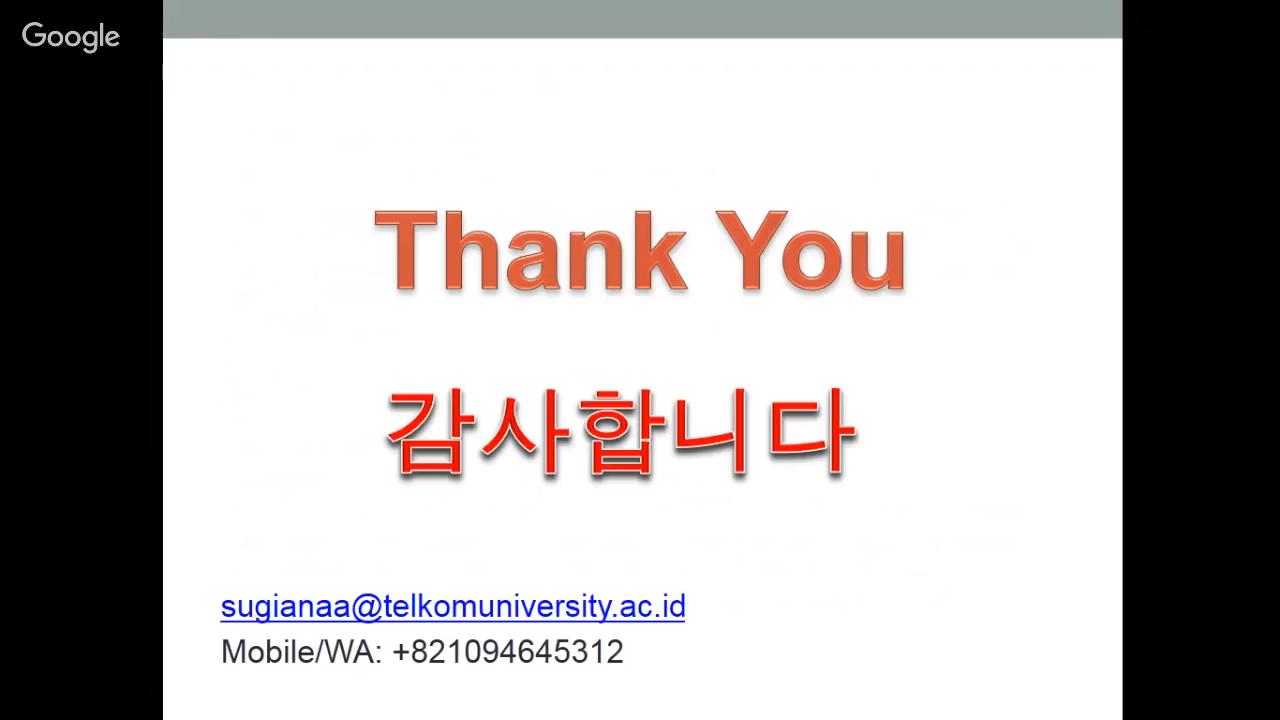 Google
Thank You
감사합니다
sugianaa@telkomuniversity.ac.id
Mobile/WA: +821094645312